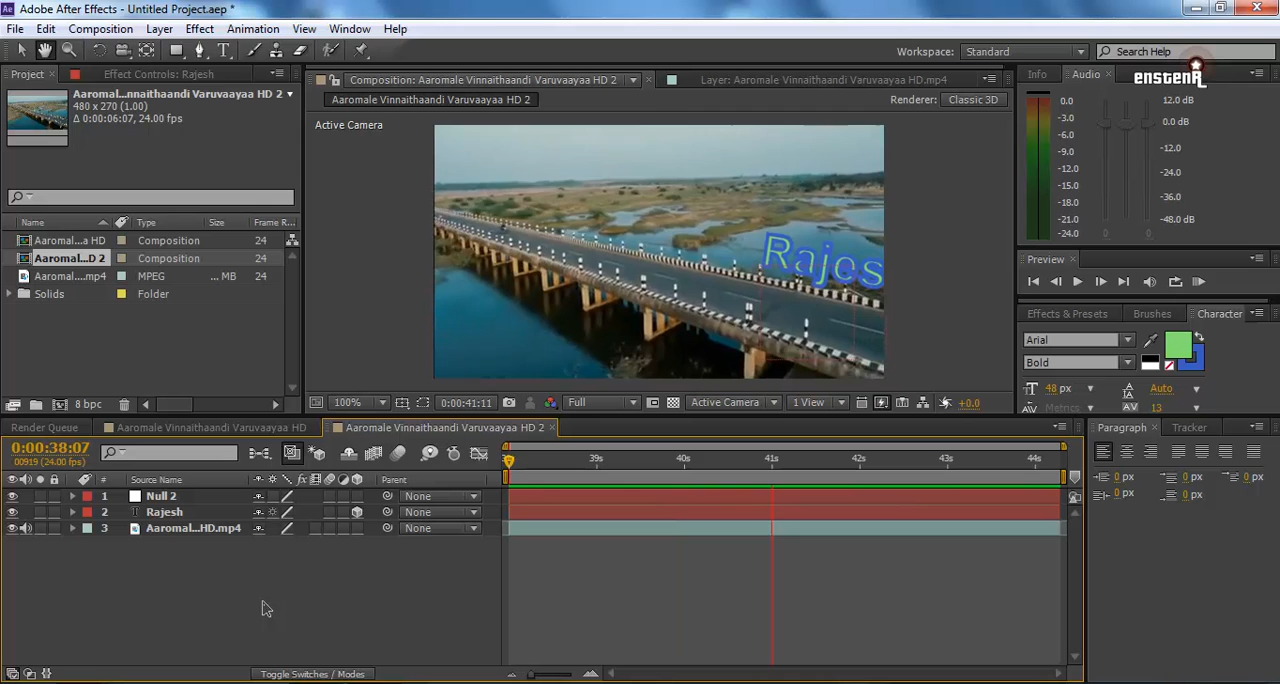 Adobe After Effects - Untitled Project.aep *
File Edit Composition Layer Effect Animation View Window Help
Workspace: Standard Search Help
Project Effect Controls: Rajesh
Composition: Aaromale Vinnaithaandi Varuvaayaa HD 2 Layer: Aaromale Vinnaithaandi Varuvaayaa HD.mp4
Info Audio
enstenR
Aaromal...nnaithaandi Varuvaayaa HD 2
480 x 270 (1.00)
Δ 0:00:06:07, 24.00 fps
Aaromale Vinnaithaandi Varuvaayaa HD 2
Renderer: Classic 3D
Active Camera
0.0 12.0 dB
-3.0 0.0 dB
-6.0
-9.0 -12.0
-12.0
-15.0 -24.0
-18.0 -36.0
-21.0
-24.0 0 0 -48.0 dB
Name Type Size Frame R...
Aaromal...a HD Composition 24
Aaromal...D 2 Composition 24
Aaromal....mp4 MPEG ... MB 24
Solids Folder
Rajes
Preview
Effects & Presets Brushes Character
Arial
Bold
48 px Auto
Metrics 13
8 bpc
100% 0:00:41:11 Full Active Camera 1 View +0.0
Render Queue Aaromale Vinnaithaandi Varuvaayaa HD Aaromale Vinnaithaandi Varuvaayaa HD 2
Paragraph Tracker
0:00:38:07
00919 (24.00 fps)
39s 40s 41s 42s 43s 44s
0 px 0 px 0 px
0 px 0 px
# Source Name Parent
1 Null 2 None
2 T Rajesh None
3 Aaromal...HD.mp4 None
Toggle Switches / Modes